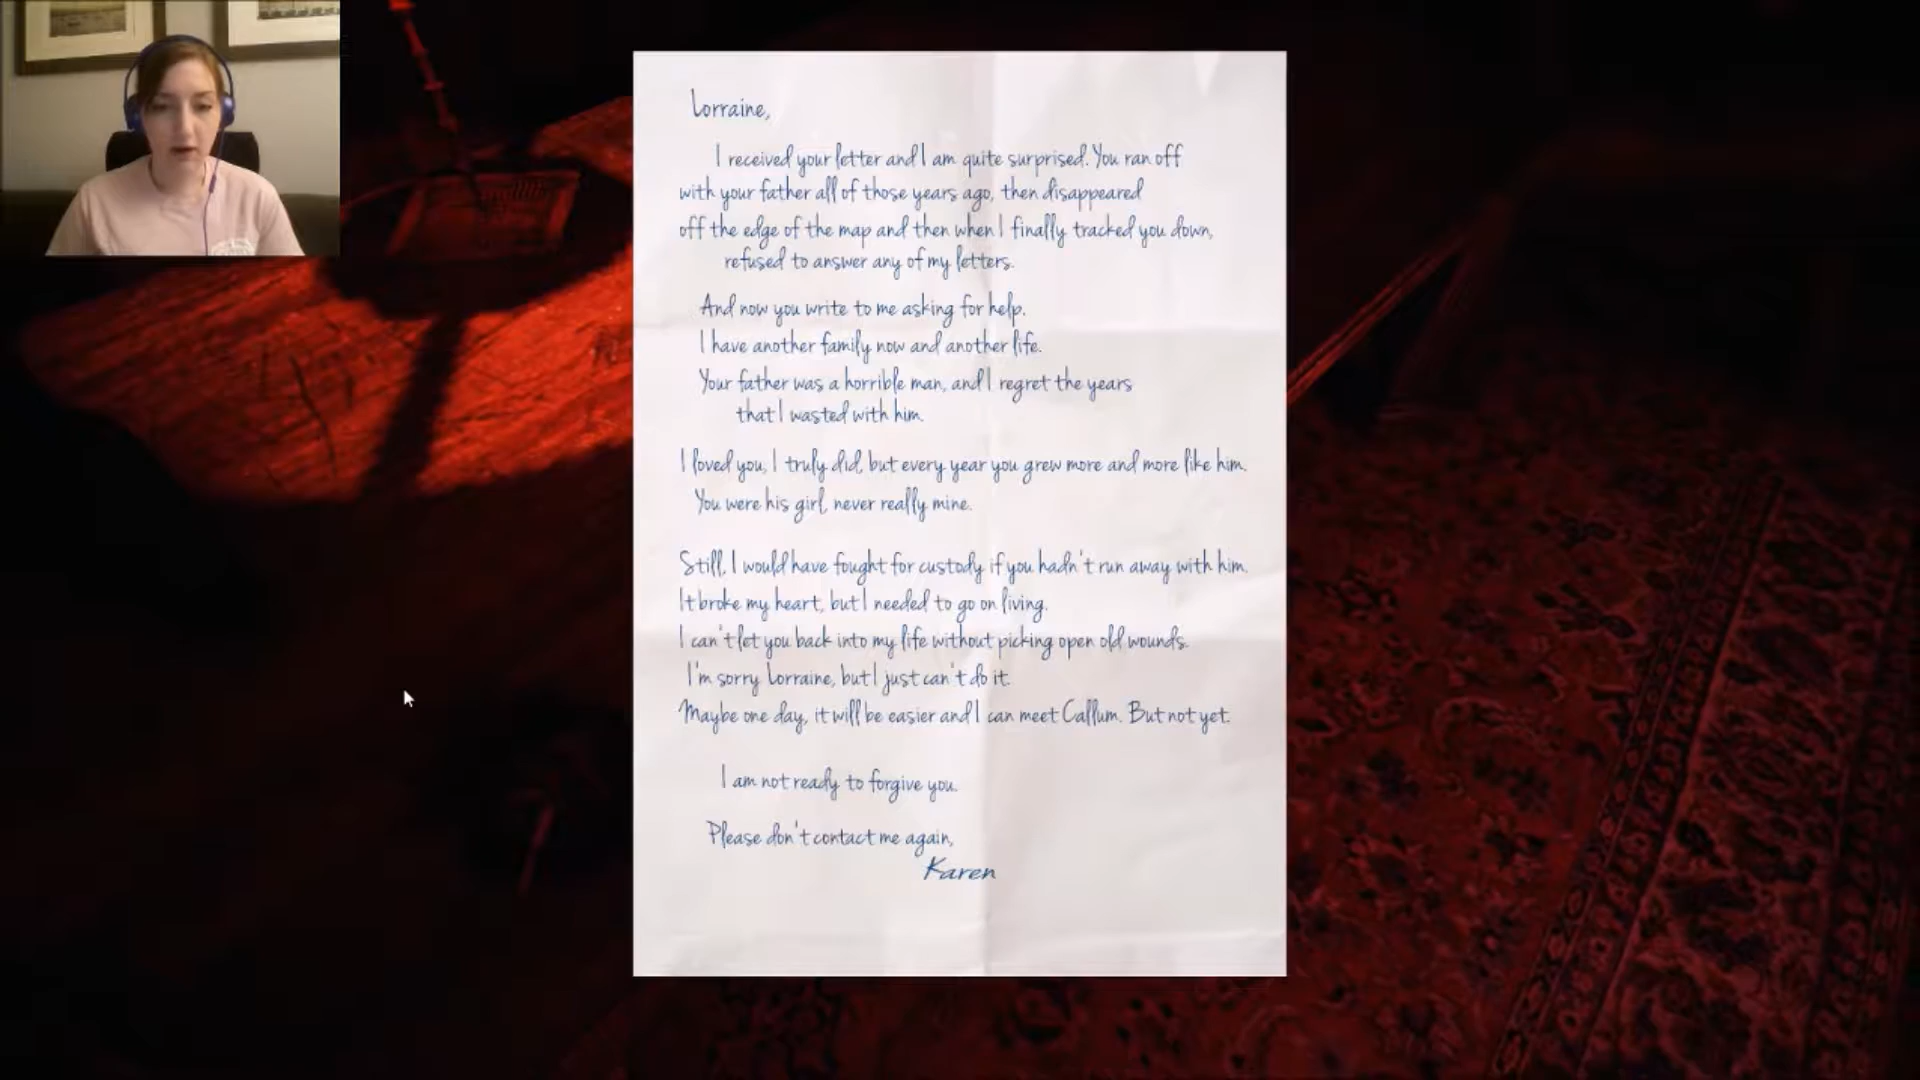 Lorraine,
I received your letter and I am quite surprised. You ran off
with your father all of those years ago, then disappeared
off the edge of the map and then when I finally tracked you down,
refused to answer any of my letters.
And now you write to me asking for help.
I have another family now and another life.
Your father was a horrible man, and I regret the years
that I wasted with him.
I loved you, I truly did, but every year you grew more and more like him.
You were his girl, never really mine.
Still, I would have fought for custody if you hadn't run away with him.
It broke my heart, but I needed to go on living.
I can't let you back into my life without picking open old wounds.
I'm sorry Lorraine, but I just can't do it.
Maybe one day, it will be easier and I can meet Callum. But not yet.
I am not ready to forgive you.
Please don't contact me again,
Karen